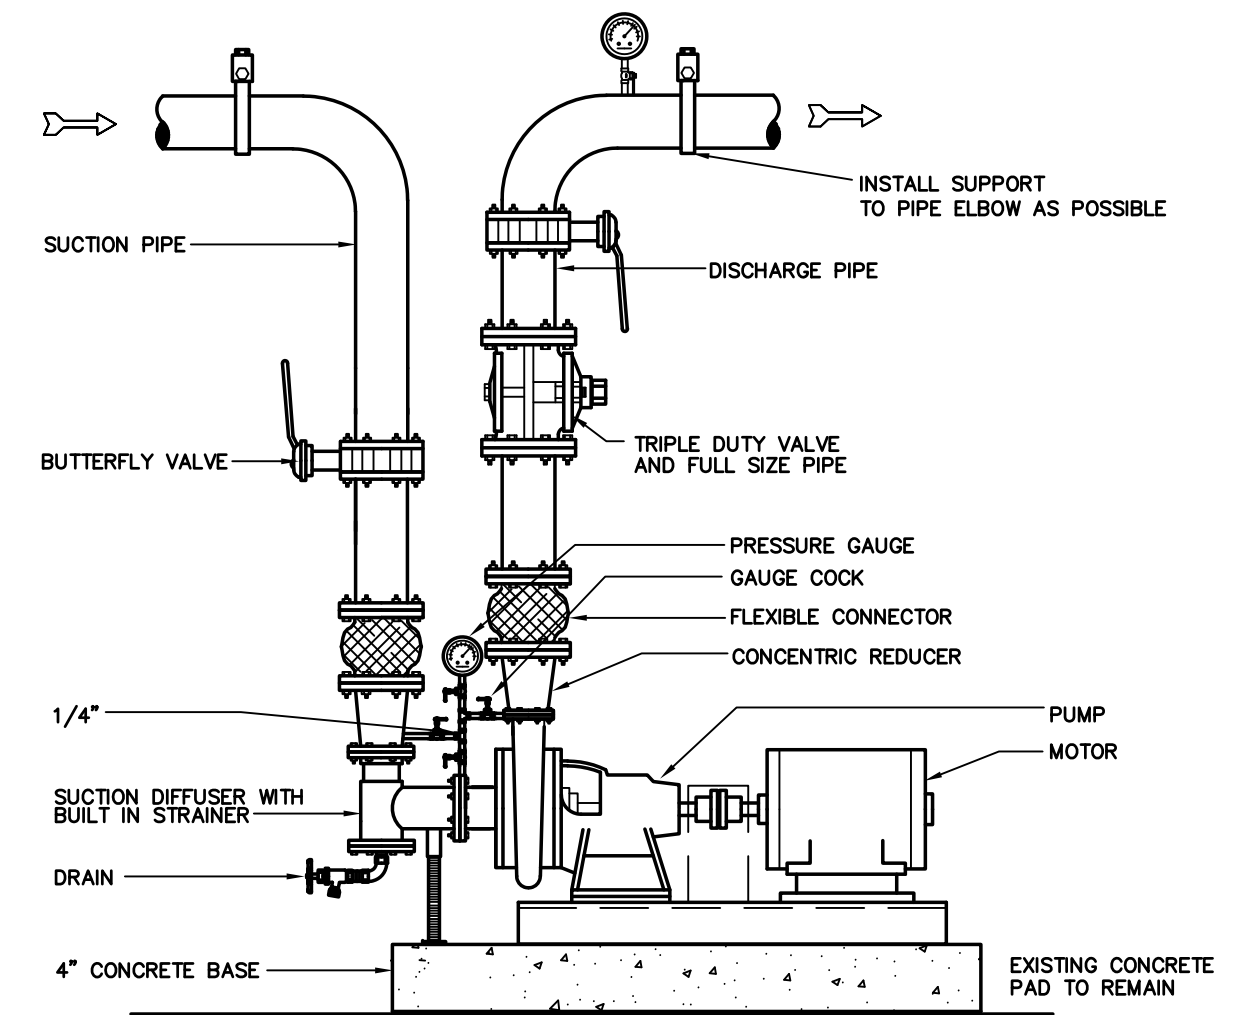 INSTALL SUPPORT
TO PIPE ELBOW AS POSSIBLE
SUCTION PIPE
DISCHARGE PIPE
TRIPLE DUTY VALVE
AND FULL SIZE PIPE
BUTTERFLY VALVE
PRESSURE GAUGE
GAUGE COCK
FLEXIBLE CONNECTOR
CONCENTRIC REDUCER
1/4”
PUMP
MOTOR
SUCTION DIFFUSER WITH
BUILT IN STRAINER
DRAIN
4” CONCRETE BASE
EXISTING CONCRETE
PAD TO REMAIN